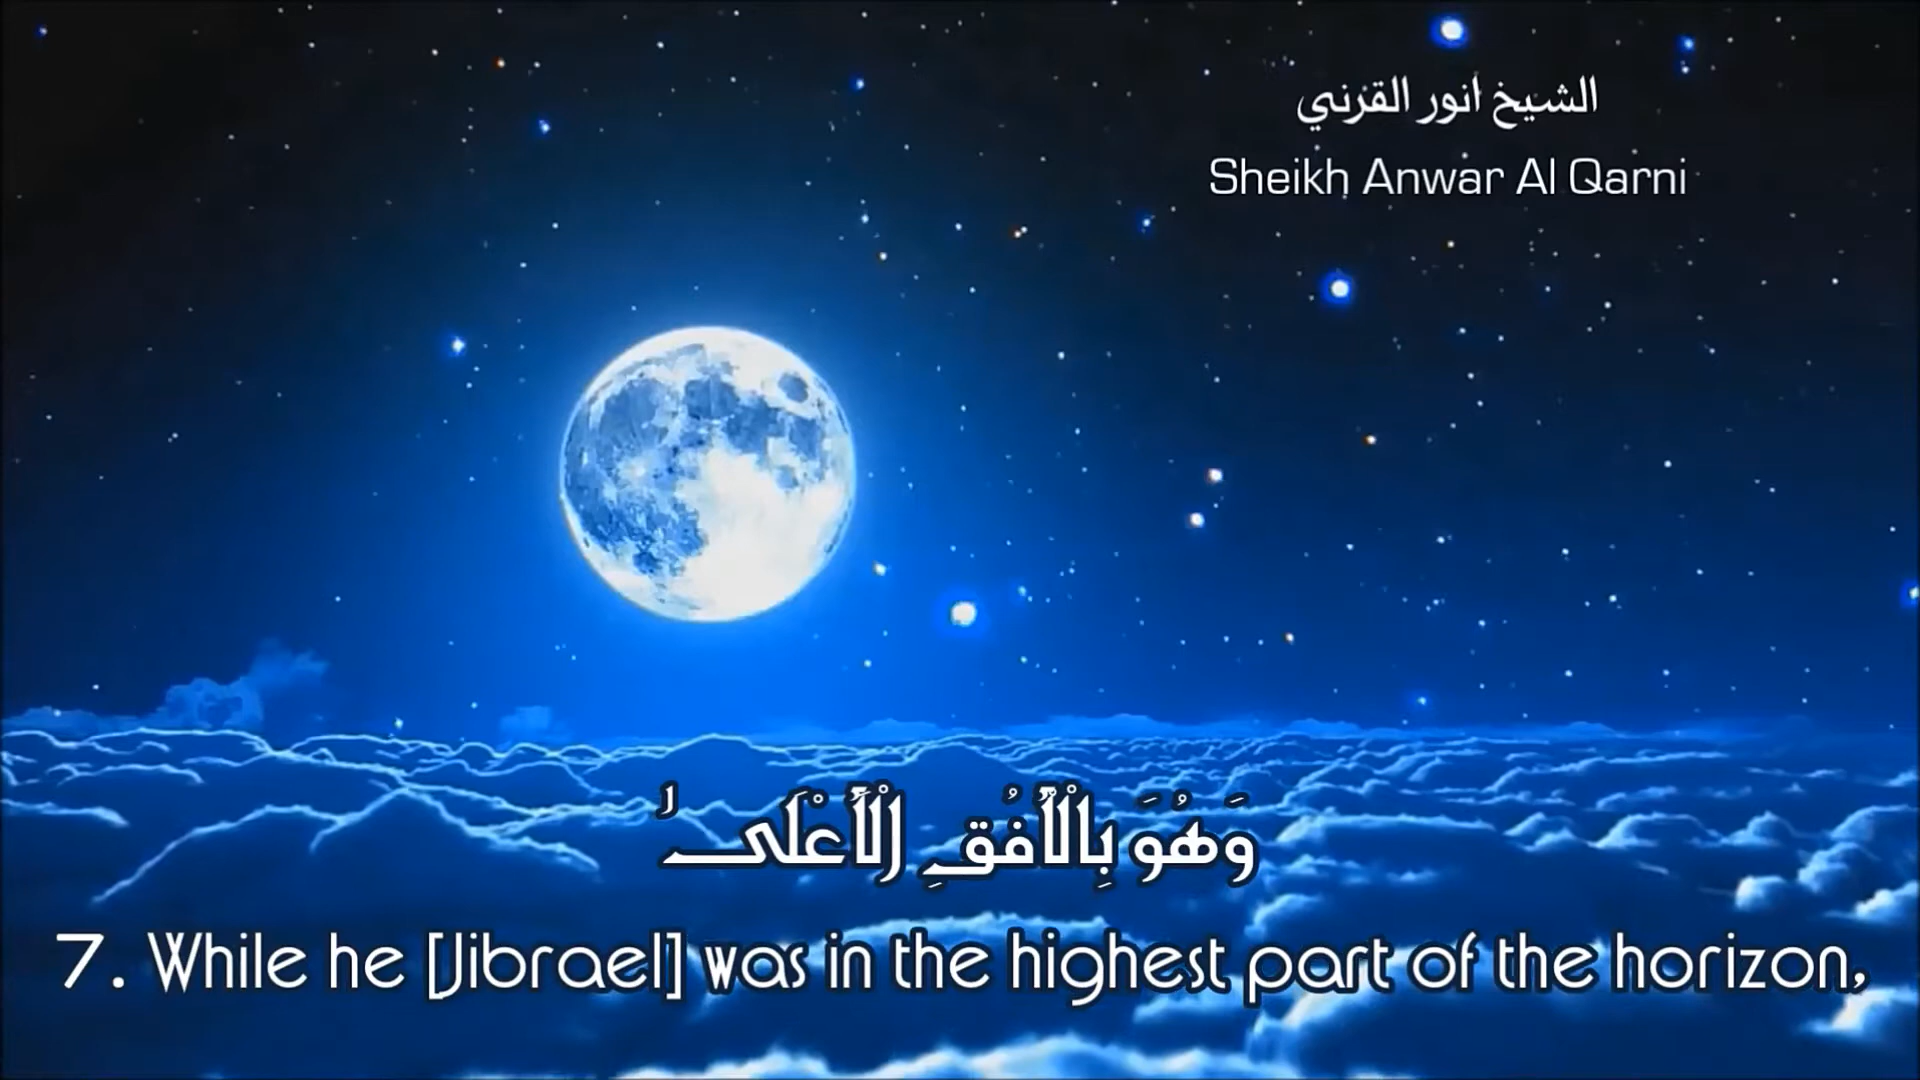 الشيخ أنور القرني
Sheikh Anwar Al Qarni
وَهُوَ بِالْأُفُقِ الْأَعْلَىٰ
7. While he [Jibrael] was in the highest part of the horizon,